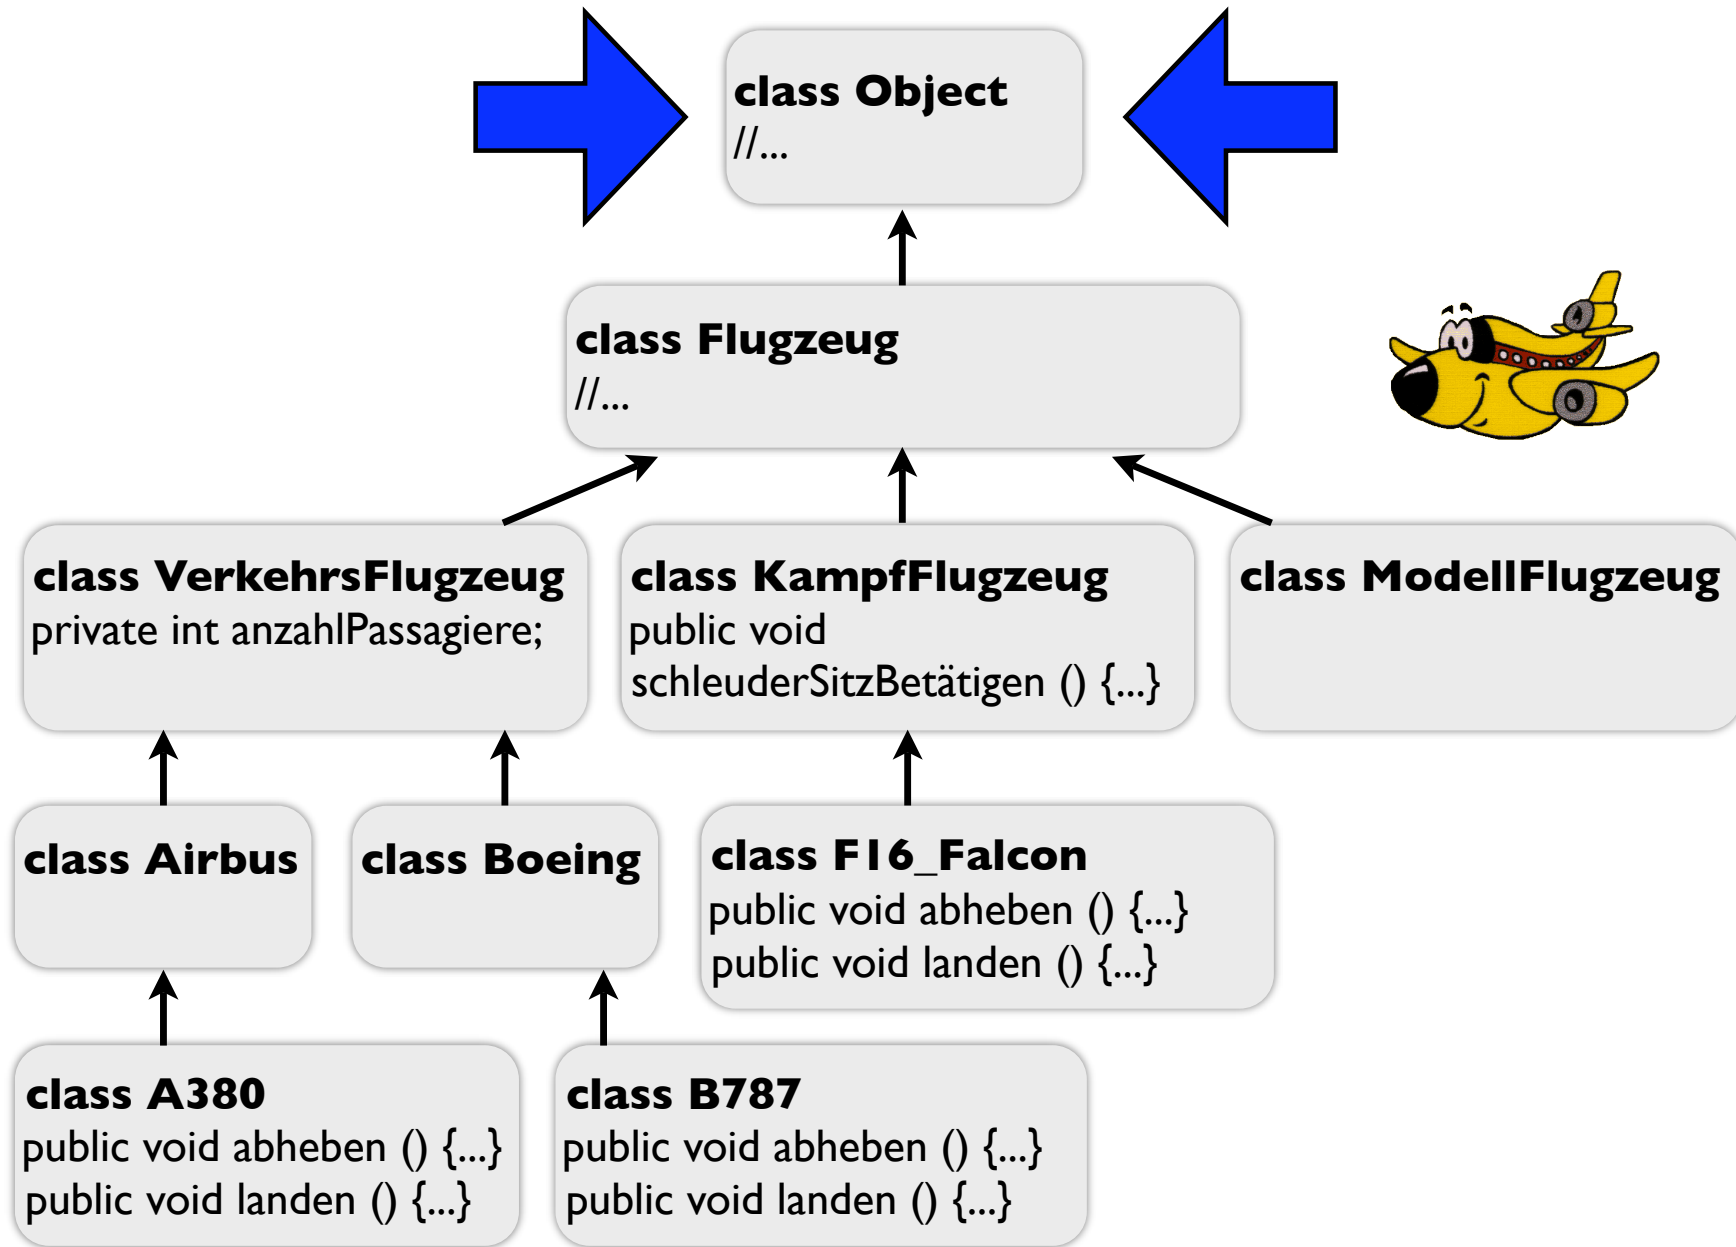 class Object
//...
class Flugzeug
//...
class VerkehrsFlugzeug
private int anzahlPassagiere;
class KampfFlugzeug
public void
schleuderSitzBetätigen () {...}
class ModellFlugzeug
class Airbus
class Boeing
class F16_Falcon
public void abheben () {...}
public void landen () {...}
class A380
public void abheben () {...}
public void landen () {...}
class B787
public void abheben () {...}
public void landen () {...}